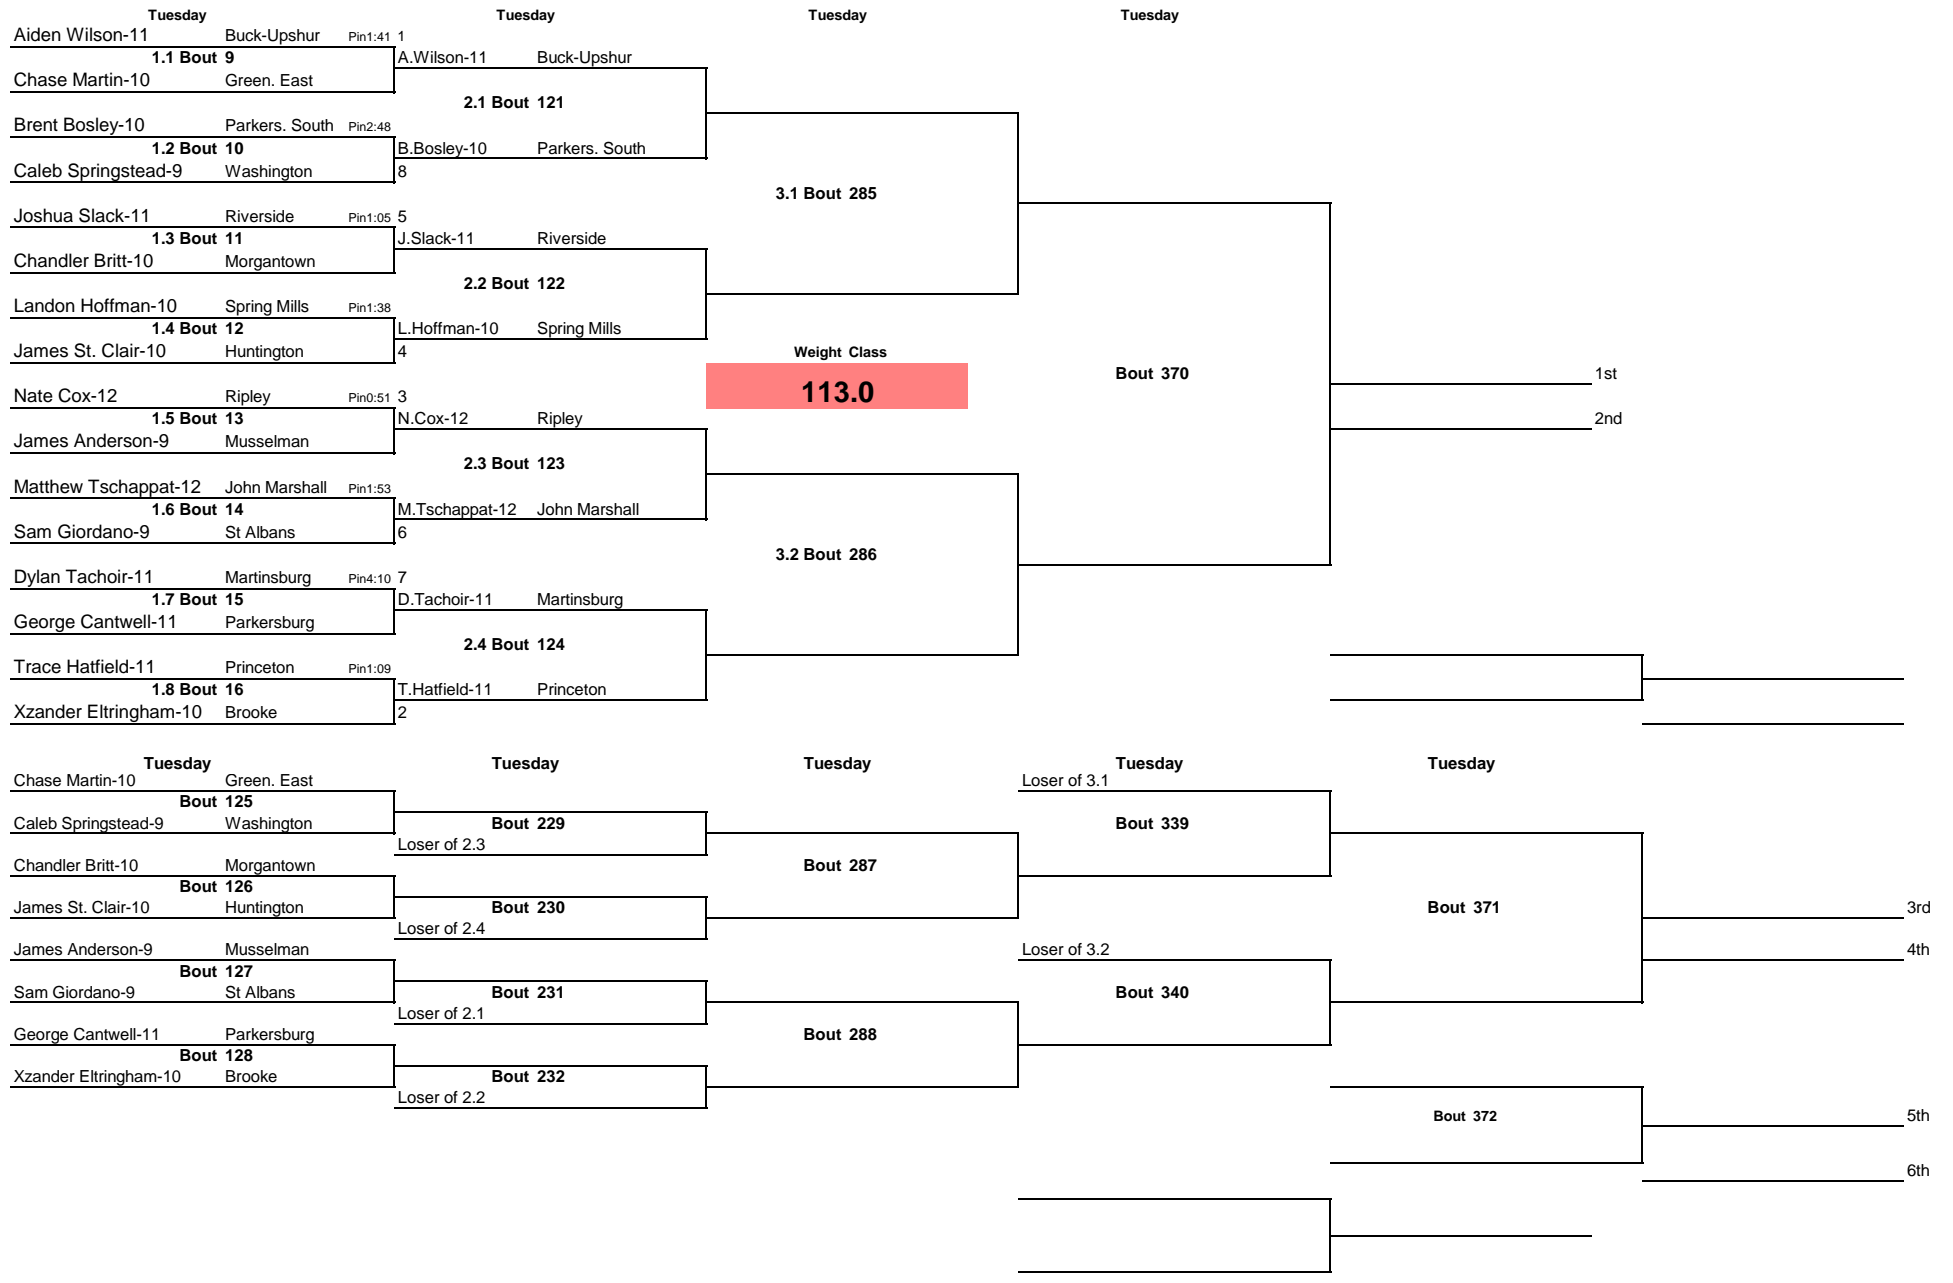 Tuesday Tuesday Tuesday Tuesday
Aiden Wilson-11 Buck-Upshur Pin1:41 1
1.1 Bout 9 A.Wilson-11 Buck-Upshur
Chase Martin-10 Green. East
2.1 Bout 121
Brent Bosley-10 Parkers. South Pin2:48
1.2 Bout 10 B.Bosley-10 Parkers. South
Caleb Springstead-9 Washington 8
3.1 Bout 285
Joshua Slack-11 Riverside Pin1:05 5
1.3 Bout 11 J.Slack-11 Riverside
Chandler Britt-10 Morgantown
2.2 Bout 122
Landon Hoffman-10 Spring Mills Pin1:38
1.4 Bout 12 L.Hoffman-10 Spring Mills
James St. Clair-10 Huntington 4 Weight Class
Bout 370 1st
113.0
Nate Cox-12 Ripley Pin0:51 3
1.5 Bout 13 N.Cox-12 Ripley 2nd
James Anderson-9 Musselman
2.3 Bout 123
Matthew Tschappat-12 John Marshall Pin1:53
1.6 Bout 14 M.Tschappat-12 John Marshall
Sam Giordano-9 St Albans 6
3.2 Bout 286
Dylan Tachoir-11 Martinsburg Pin4:10 7
1.7 Bout 15 D.Tachoir-11 Martinsburg
George Cantwell-11 Parkersburg
2.4 Bout 124
Trace Hatfield-11 Princeton Pin1:09
1.8 Bout 16 T.Hatfield-11 Princeton
Xzander Eltringham-10 Brooke 2
Tuesday Tuesday Tuesday Tuesday Tuesday
Chase Martin-10 Green. East Loser of 3.1
Bout 125
Caleb Springstead-9 Washington Bout 229 Bout 339
Loser of 2.3
Chandler Britt-10 Morgantown Bout 287
Bout 126
James St. Clair-10 Huntington Bout 230 Bout 371 3rd
Loser of 2.4
James Anderson-9 Musselman Loser of 3.2 4th
Bout 127
Sam Giordano-9 St Albans Bout 231 Bout 340
Loser of 2.1
George Cantwell-11 Parkersburg Bout 288
Bout 128
Xzander Eltringham-10 Brooke Bout 232
Loser of 2.2
Bout 372 5th
6th